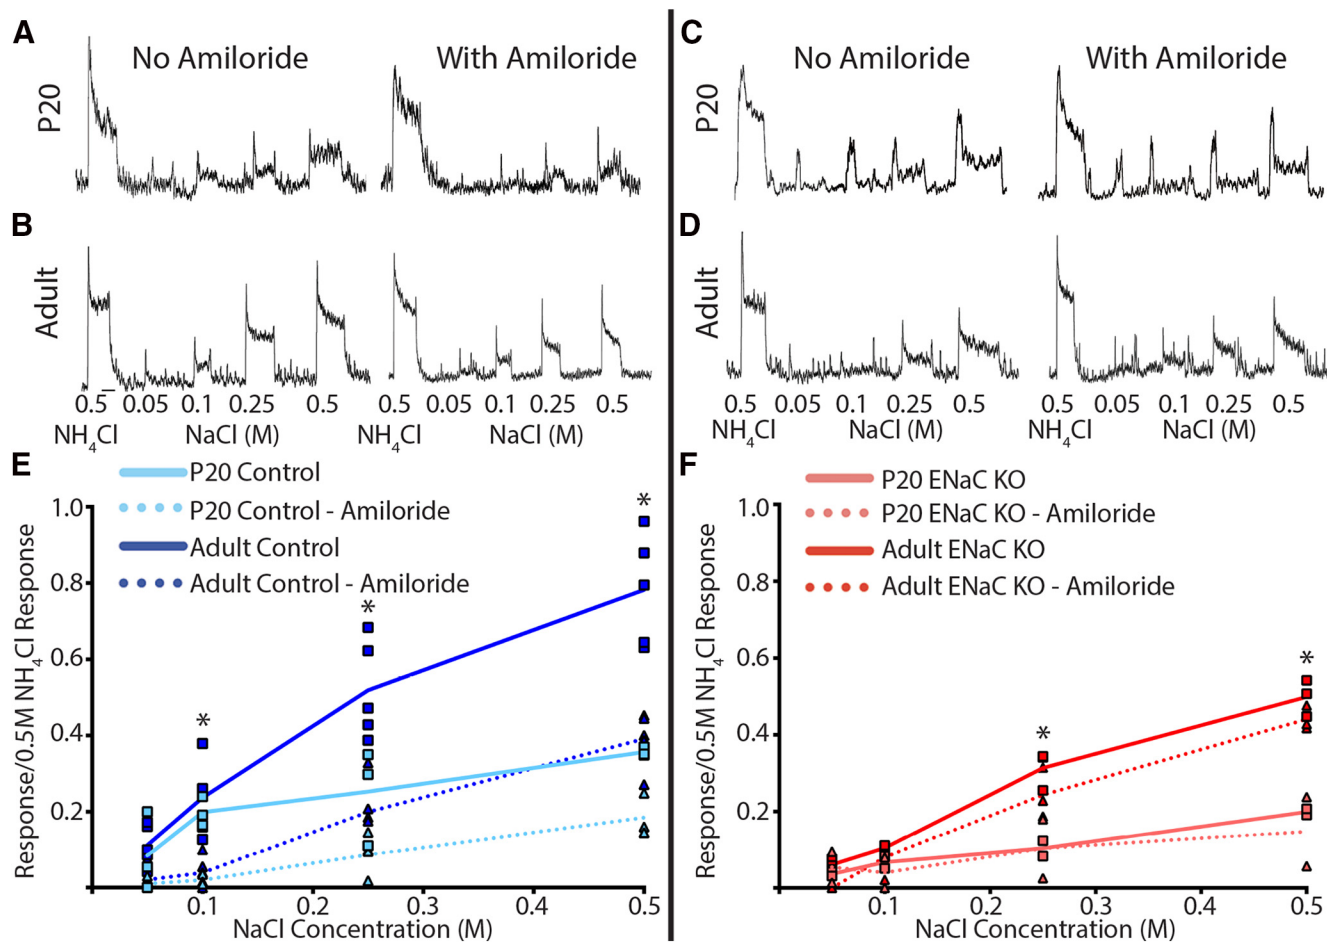 A
No Amiloride
With Amiloride
P20
B
Adult
0.5 0.05 0.1 0.25 0.5 0.5 0.05 0.1 0.25 0.5
NH4Cl NaCl (M) NH4Cl NaCl (M)
C
No Amiloride
With Amiloride
P20
D
Adult
0.5 0.05 0.1 0.25 0.5 0.5 0.05 0.1 0.25 0.5
NH4Cl NaCl (M) NH4Cl NaCl (M)
E
P20 Control
P20 Control - Amiloride
Adult Control
Adult Control - Amiloride
Response/0.5M NH4Cl Response
1.0
0.8
0.6
0.4
0.2
* * *
0.1 0.2 0.3 0.4 0.5
NaCl Concentration (M)
F
P20 ENaC KO
P20 ENaC KO - Amiloride
Adult ENaC KO
Adult ENaC KO - Amiloride
Response/0.5M NH4Cl Response
1.0
0.8
0.6
0.4
0.2
* *
0.1 0.2 0.3 0.4 0.5
NaCl Concentration (M)